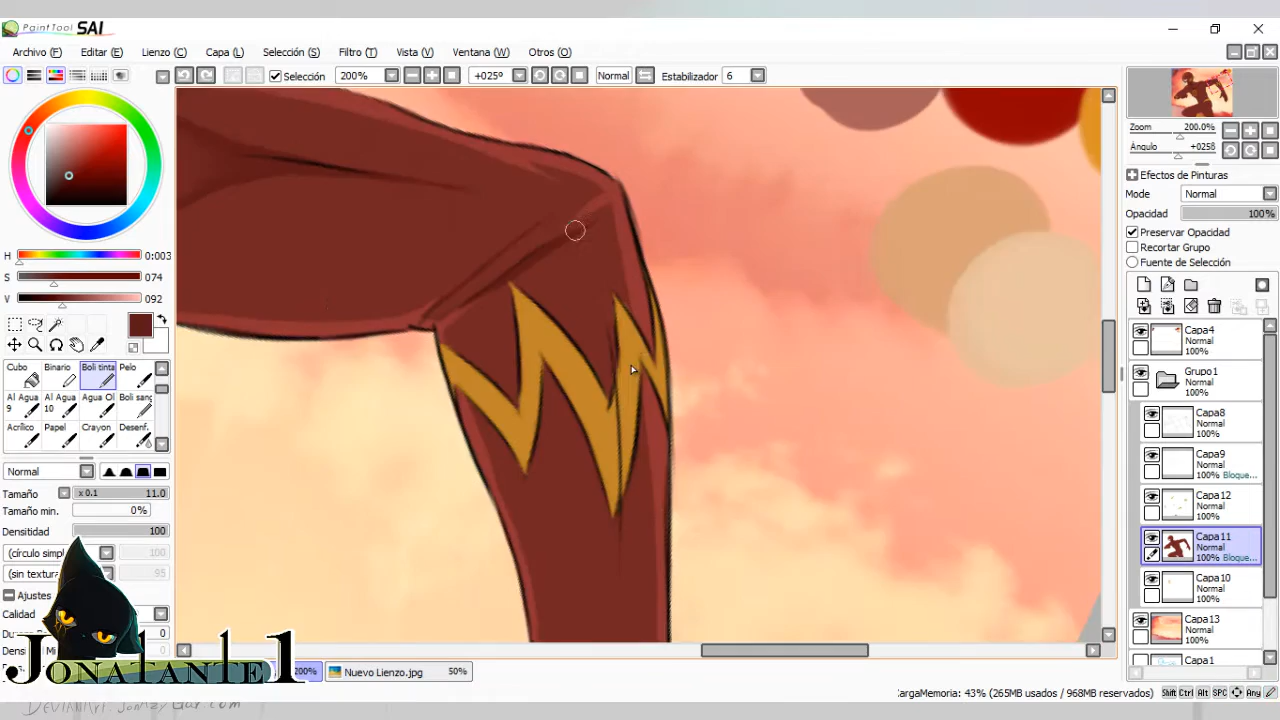 PaintTool SAI
Archivo (F) Editar (E) Lienzo (C) Capa (L) Selección (S) Filtro (T) Vista (V) Ventana (W) Otros (O)
Selección 200% +025º Normal Estabilizador 6
Zoom 200.0%
Ángulo +0258
Efectos de Pinturas
Mode Normal
Opacidad 100%
Preservar Opacidad
Recortar Grupo
Fuente de Selección
H 0:003
S 074
V 092
Cubo Binario Boli tinta Pelo
Al Agua 9 Al Agua 10 Agua Ol Boli sang
Acrílico Papel Crayon Desenf.
Normal
Tamaño x 0.1 11.0
Tamaño min. 0%
Densitidad 100
(círculo simpl 100
(sin textura 95
Ajustes
Calidad
0
0
Capa4
Normal
100%
Grupo1
Normal
100%
Capa8
Normal
100%
Capa9
Normal
100% Bloque...
Capa12
Normal
100%
Capa11
Normal
100% Bloque...
Capa10
Normal
100%
Capa13
Normal
100%
Capa1
JONATANTE1
200% Nuevo Lienzo.jpg 50%
:argaMemoria: 43% (265MB usados / 968MB reservados) Shift Ctrl Alt SPC Any